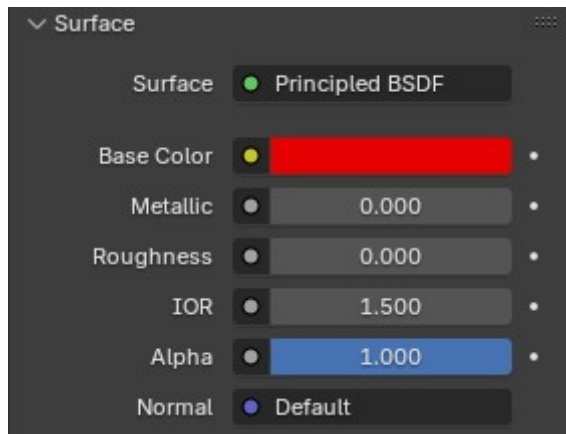 Surface
Surface Principled BSDF
Base Color
Metallic 0.000
Roughness 0.000
IOR 1.500
Alpha 1.000
Normal Default